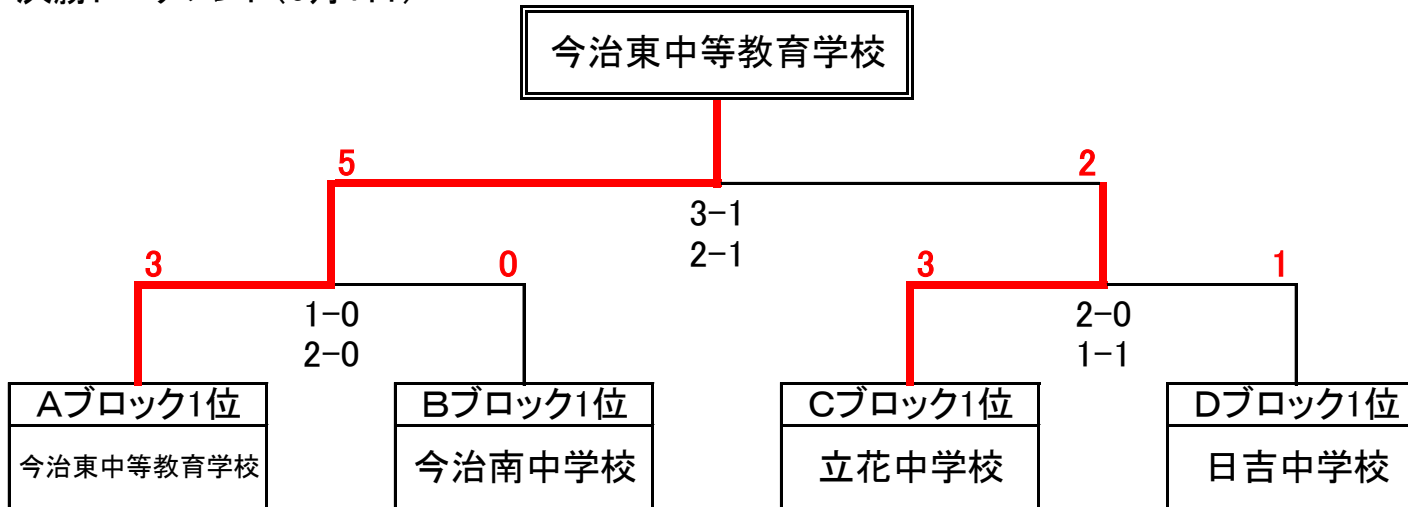 今治東中等教育学校
5
2
3-1
2-1
3
0
3
1
1-0
2-0
2-0
1-1
Aブロック1位
Bブロック1位
Cブロック1位
Dブロック1位
今治東中等教育学校
今治南中学校
立花中学校
日吉中学校